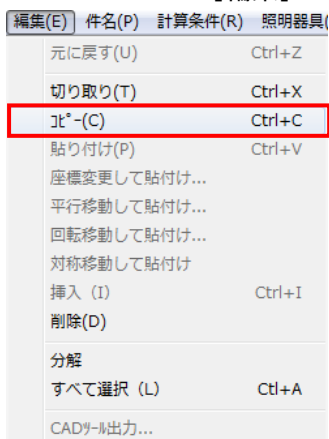 編集(E) 件名(P) 計算条件(R) 照明器具(
元に戻す(U) Ctrl+Z
切り取り(T) Ctrl+X
ｺﾋﾟｰ(C) Ctrl+C
貼り付け(P) Ctrl+V
座標変更して貼付け...
平行移動して貼付け...
回転移動して貼付け...
対称移動して貼付け
挿入（I） Ctrl+I
削除(D)
分解
すべて選択（L） Ctl+A
CADﾂｰﾙ出力...